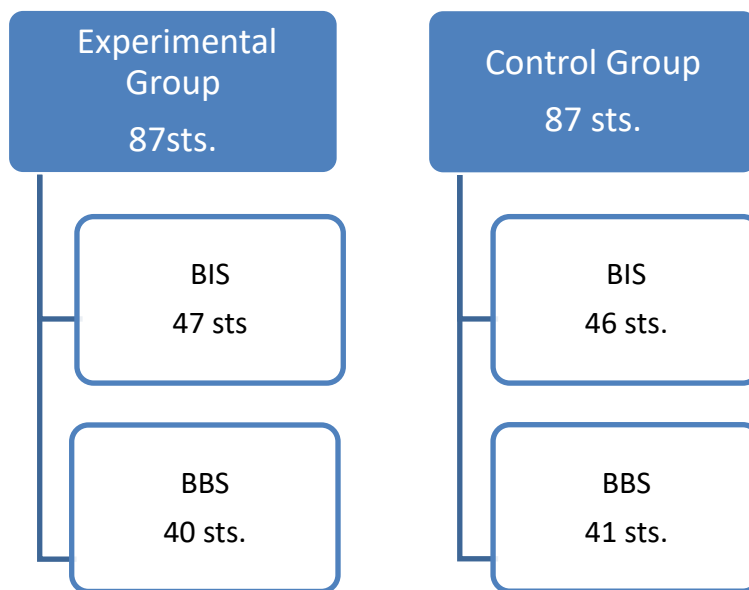 Experimental
Group
87sts.
BIS
47 sts
BBS
40 sts.
Control Group
87 sts.
BIS
46 sts.
BBS
41 sts.